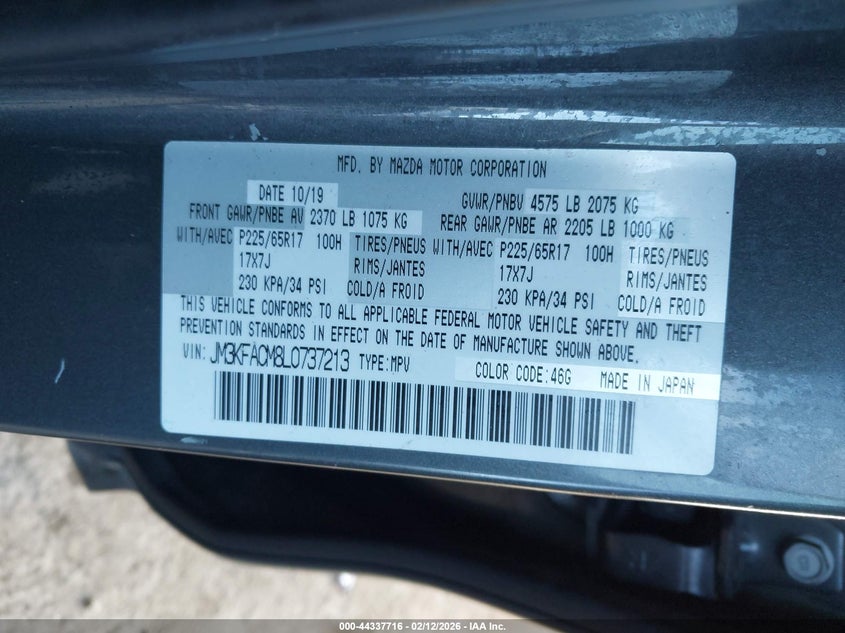 MFD. BY MAZDA MOTOR CORPORATION
DATE 10/19 GVWR/PNBV 4575 LB 2075 KG
FRONT GAWR/PNBE AV 2370 LB 1075 KG REAR GAWR/PNBE AR 2205 LB 1000 KG
WITH/AVEC P225/65R17 100H TIRES/PNEUS WITH/AVEC P225/65R17 100H TIRES/PNEUS
17X7J RIMS/JANTES 17X7J RIMS/JANTES
230 KPA/34 PSI COLD/A FROID 230 KPA/34 PSI COLD/A FROID
THIS VEHICLE CONFORMS TO ALL APPLICABLE FEDERAL MOTOR VEHICLE SAFETY AND THEFT
PREVENTION STANDARDS IN EFFECT ON THE DATE OF MANUFACTURE SHOWN ABOVE.
VIN: JM3KFACM8L0737213 TYPE:MPV COLOR CODE:46G MADE IN JAPAN
000-44337716 - 02/12/2026 - IAA Inc.